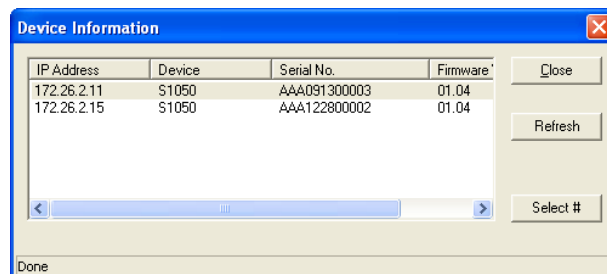 Device Information
IP Address Device Serial No. Firmware
172.26.2.11 S1050 AAA091300003 01.04
172.26.2.15 S1050 AAA122800002 01.04
Close
Refresh
Select #
Done